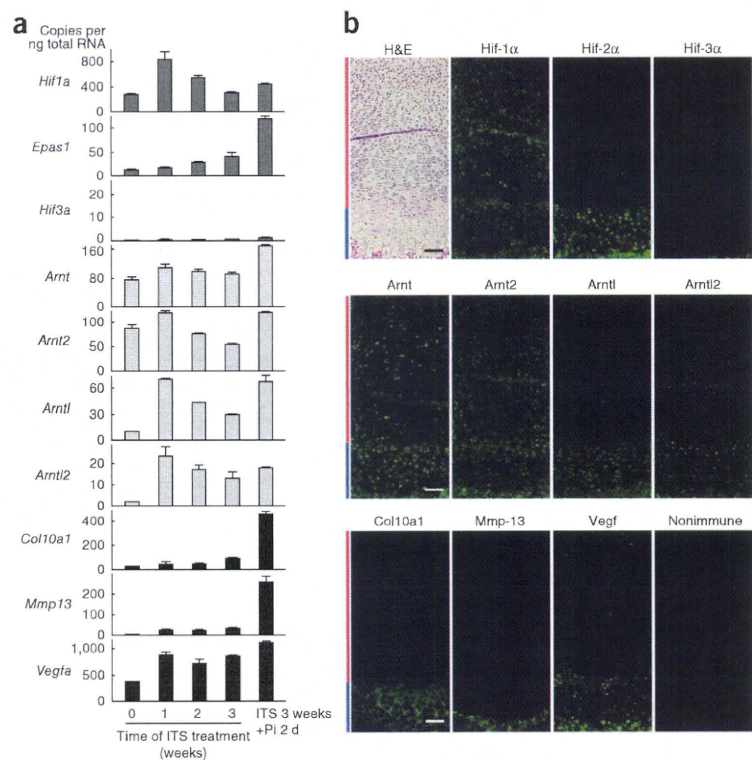 a
Copies per
ng total RNA
Hif1a
800
400
0
Epas1
100
50
0
Hif3a
20
10
0
Arnt
160
80
0
Arnt2
100
50
0
Arntl
60
30
0
Arntl2
20
10
0
Col10a1
400
200
0
Mmp13
200
100
0
Vegfa
1,000
500
0
0 1 2 3 ITS 3 weeks
+Pi 2 d
Time of ITS treatment
(weeks)
b
H&E Hif-1α Hif-2α Hif-3α
Arnt Arnt2 Arntl Arntl2
Col10a1 Mmp-13 Vegf Nonimmune